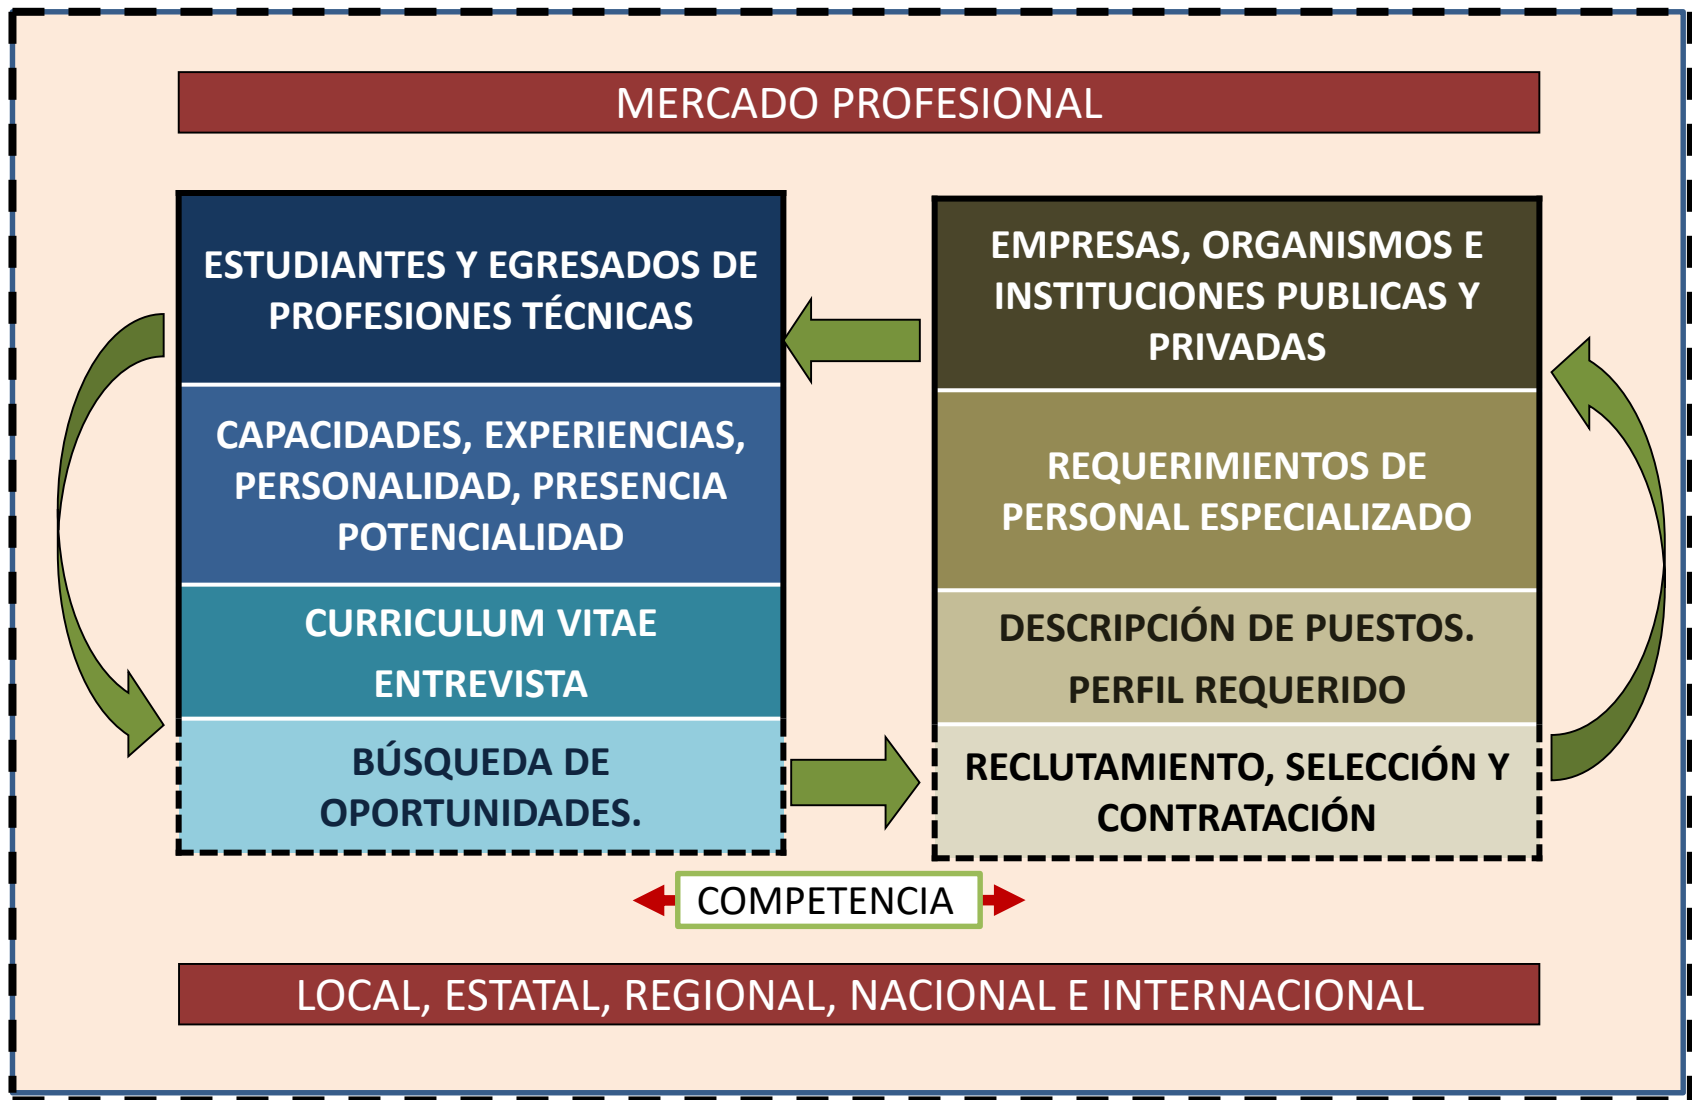 MERCADO PROFESIONAL
ESTUDIANTES Y EGRESADOS DE
PROFESIONES TÉCNICAS
CAPACIDADES, EXPERIENCIAS,
PERSONALIDAD, PRESENCIA
POTENCIALIDAD
CURRICULUM VITAE
ENTREVISTA
BÚSQUEDA DE
OPORTUNIDADES.
EMPRESAS, ORGANISMOS E
INSTITUCIONES PUBLICAS Y
PRIVADAS
REQUERIMIENTOS DE
PERSONAL ESPECIALIZADO
DESCRIPCIÓN DE PUESTOS.
PERFIL REQUERIDO
RECLUTAMIENTO, SELECCIÓN Y
CONTRATACIÓN
COMPETENCIA
LOCAL, ESTATAL, REGIONAL, NACIONAL E INTERNACIONAL